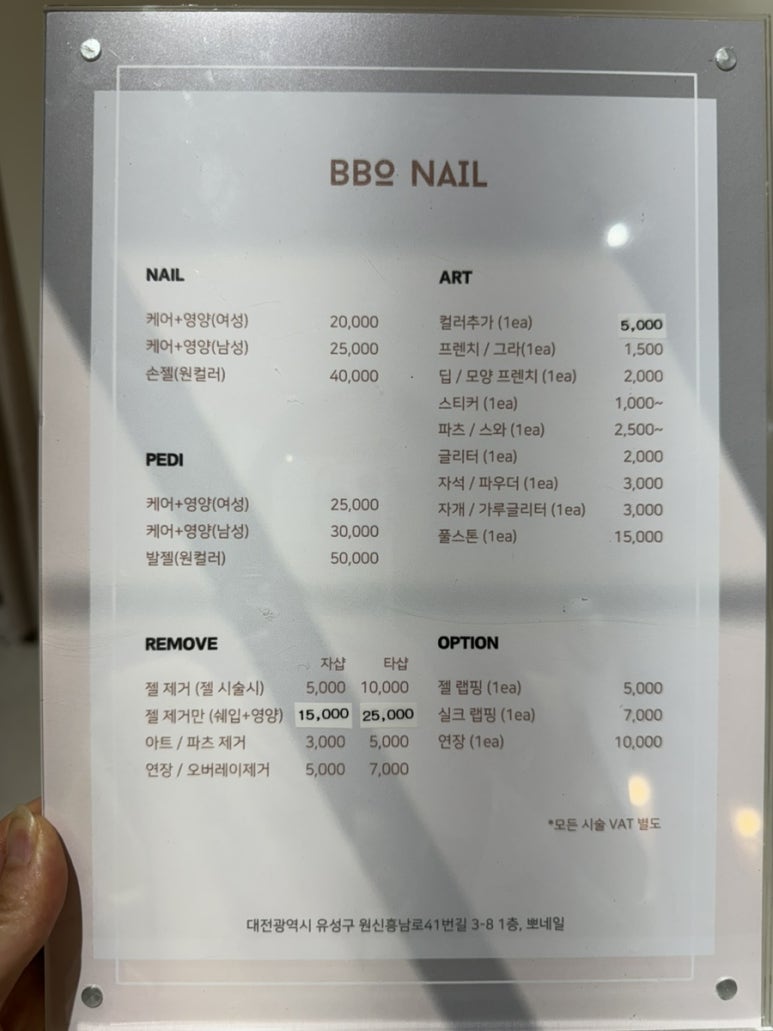 BBO NAIL
NAIL
케어+영양(여성) 20,000
케어+영양(남성) 25,000
손젤(원컬러) 40,000
PEDI
케어+영양(여성) 25,000
케어+영양(남성) 30,000
발젤(원컬러) 50,000
ART
컬러추가 (1ea) 5,000
프렌치 / 그라(1ea) 1,500
딥 / 모양 프렌치 (1ea) 2,000
스티커 (1ea) 1,000~
파츠 / 스와 (1ea) 2,500~
글리터 (1ea) 2,000
자석 / 파우더 (1ea) 3,000
자개 / 가루글리터 (1ea) 3,000
풀스톤 (1ea) 15,000
REMOVE
자샵 타샵
젤 제거 (젤 시술시) 5,000 10,000
젤 제거만 (쉐입+영양) 15,000 25,000
아트 / 파츠 제거 3,000 5,000
연장 / 오버레이제거 5,000 7,000
OPTION
젤 랩핑 (1ea) 5,000
실크 랩핑 (1ea) 7,000
연장 (1ea) 10,000
*모든 시술 VAT 별도
대전광역시 유성구 원신흥남로41번길 3-8 1층, 뽀네일